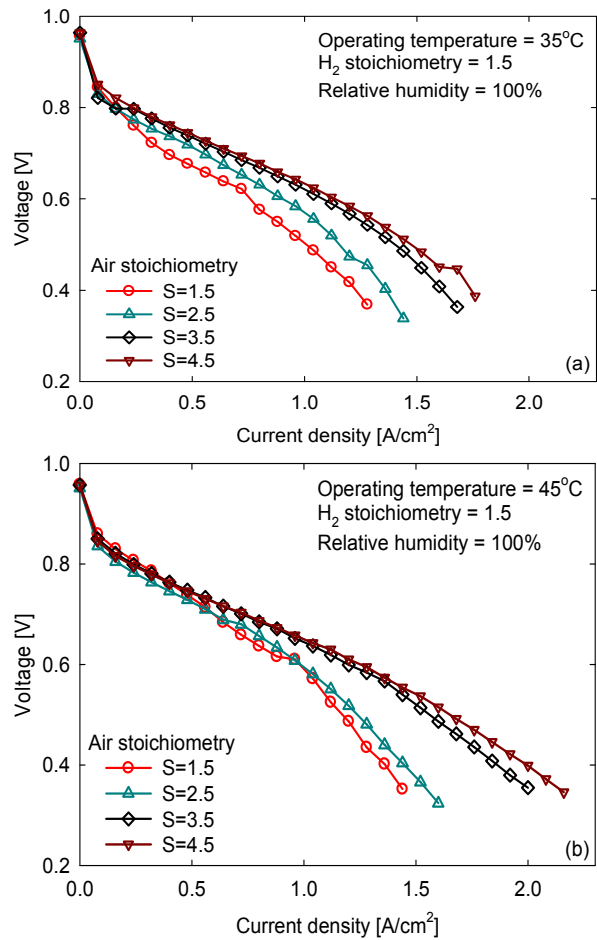 1.0
Operating temperature = 35°C
H₂ stoichiometry = 1.5
Relative humidity = 100%
0.8
Voltage [V]
0.6
Air stoichiometry
S=1.5
S=2.5
0.4
S=3.5
S=4.5
(a)
0.2
0.0 0.5 1.0 1.5 2.0
Current density [A/cm²]
1.0
Operating temperature = 45°C
H₂ stoichiometry = 1.5
Relative humidity = 100%
0.8
Voltage [V]
0.6
Air stoichiometry
S=1.5
S=2.5
0.4
S=3.5
S=4.5
(b)
0.2
0.0 0.5 1.0 1.5 2.0
Current density [A/cm²]